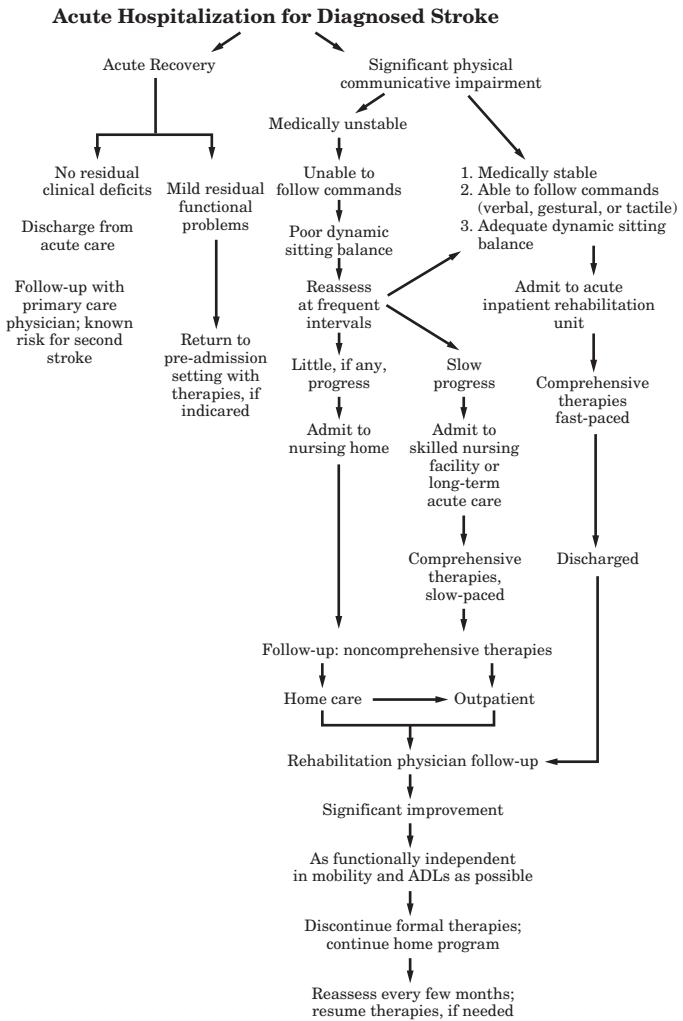 Acute Hospitalization for Diagnosed Stroke
Acute Recovery
Significant physical
communicative impairment
Medically unstable
No residual
clinical deficits
Discharge from
acute care
Follow-up with
primary care
physician; known
risk for second
stroke
Mild residual
functional
problems
Return to
pre-admission
setting with
therapies, if
indicared
Unable to
follow commands
Poor dynamic
sitting balance
Reassess
at frequent
intervals
Little, if any,
progress
Admit to
nursing home
Slow
progress
Admit to
skilled nursing
facility or
long-term
acute care
Comprehensive
therapies,
slow-paced
1. Medically stable
2. Able to follow commands
(verbal, gestural, or tactile)
3. Adequate dynamic sitting
balance
Admit to acute
inpatient rehabilitation
unit
Comprehensive
therapies
fast-paced
Discharged
Follow-up: noncomprehensive therapies
Home care
Outpatient
Rehabilitation physician follow-up
Significant improvement
As functionally independent
in mobility and ADLs as possible
Discontinue formal therapies;
continue home program
Reassess every few months;
resume therapies, if needed